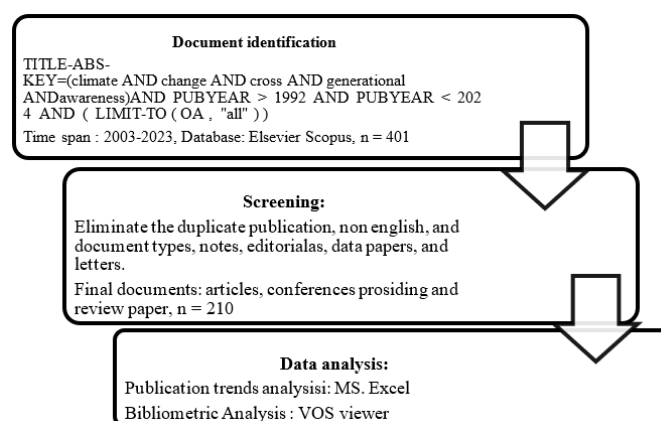 Document identification
TITLE-ABS-
KEY=(climate AND change AND cross AND generational
ANDawareness)AND PUBYEAR > 1992 AND PUBYEAR < 202
4 AND ( LIMIT-TO ( OA , "all" ) )
Time span : 2003-2023, Database: Elsevier Scopus, n = 401
Screening:
Eliminate the duplicate publication, non english, and
document types, notes, editorialas, data papers, and
letters.
Final documents: articles, conferences prosiding and
review paper, n = 210
Data analysis:
Publication trends analysisi: MS. Excel
Bibliometric Analysis : VOS viewer